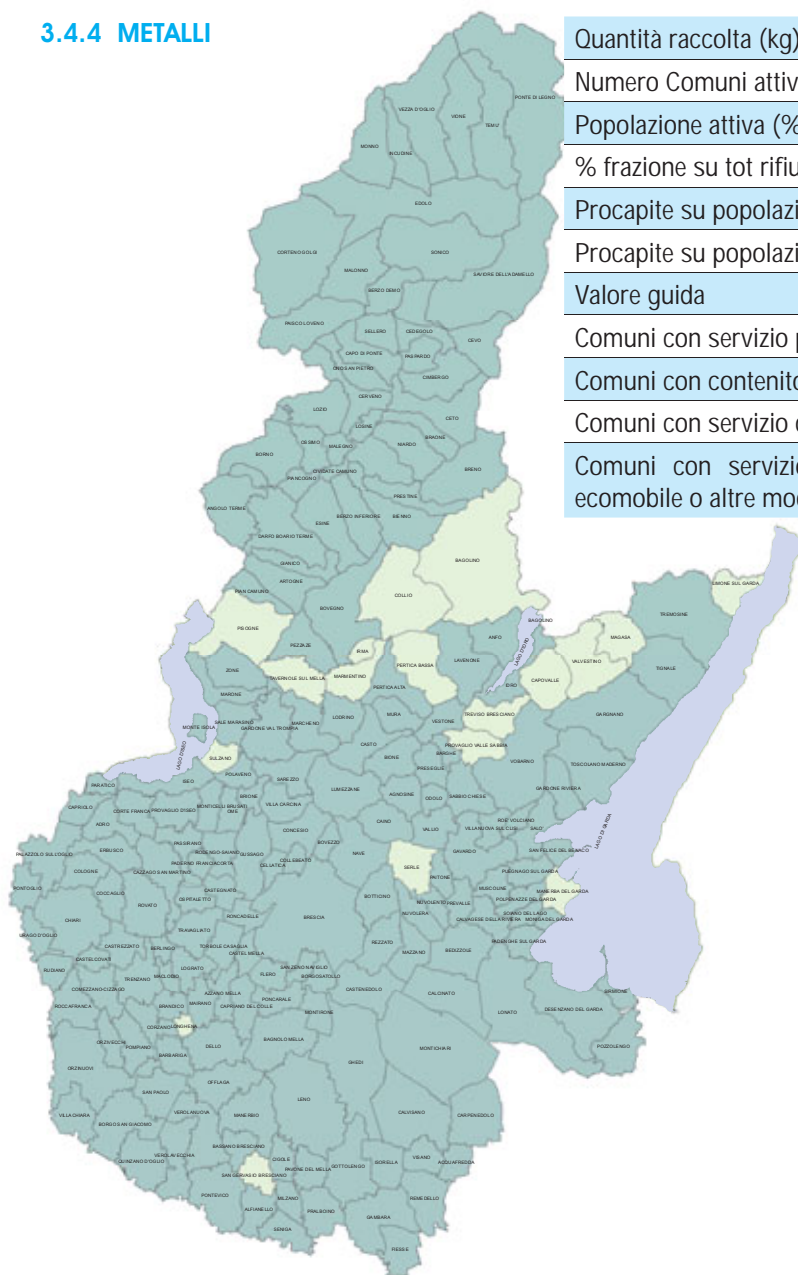 3.4.4 METALLI
Quantità raccolta (kg)
Numero Comuni attiv
Popolazione attiva (%
% frazione su tot rifiu
Procapite su popolazi
Procapite su popolazi
Valore guida
Comuni con servizio p
Comuni con contenito
Comuni con servizio
Comuni con servizio
ecomobile o altre mod
PONTE DI LEGNO
VEZZA D'OGLIO
VIONE
TEMU'
MONNO
INCUDINE
EDOLO
CORTENO GOLGI
SONICO
MALONNO
SAVIORE DELL'ADAMELLO
BERZO DEMO
PAISCO LOVENO
SELLERO
CEDEGOLO
CEVO
CAPO DI PONTE
PASPARDO
ONO SAN PIETRO
CIMBERGO
CERVENO
LOZIO
LOSINE
CETO
OSSIMO
MALEGNO
NIARDO
BRAONE
BORNO
CIVIDATE CAMUNO
BRENO
PIANCOGNO
PRESTINE
ANGOLO TERME
ESINE
BERZO INFERIORE
BIENNO
DARFO BOARIO TERME
GIANICO
BAGOLINO
ARTOGNE
PIAN CAMUNO
COLLIO
LIMONE SUL GARDA
BOVEGNO
TREMOSINE
PISOGNE
BAGOLINO
MAGASA
ANFO
PEZZAZE
IRMA
LAGO D'IDRO
VALVESTINO
PERTICA BASSA
LAVENONE
TIGNALE
ZONE
TAVERNOLE SUL MELLA
MARMENTINO
CAPOVALLE
IDRO
PERTICA ALTA
MARONE
TREVISO BRESCIANO
GARGNANO
MONTE ISOLA
SALE MARASINO
MARCHENO
LODRINO
MURA
VESTONE
GARDONE VAL TROMPIA
PROVAGLIO VALLE SABBIA
LAGO D'ISEO
CASTO
BARGHE
SULZANO
BIONE
VOBARNO
TOSCOLANO MADERNO
POLAVENO
PRESEGLIE
ISEO
SAREZZO
GARDONE RIVIERA
PARATICO
BRIONE
LUMEZZANE
AGNOSINE
ODOLO
SABBIO CHIESE
CAPRIOLO
CORTE FRANCA
PROVAGLIO D'ISEO
MONTICELLI BRUSATI
OME
VILLA CARCINA
CAINO
ROE' VOLCIANO
ADRO
CONCESIO
VALLIO
VILLANUOVA SUL CLISI
SALO'
LAGO DI GARDA
PASSIRANO
BOVEZZO
NAVE
GAVARDO
SAN FELICE DEL BENACO
PALAZZOLO SULL'OGLIO
ERBUSCO
RODENGO SAIANO
GUSSAGO
COLLEBEATO
PADERNO FRANCIACORTA
CELLATICA
SERLE
PAITONE
PUEGNAGO SUL GARDA
COLOGNE
CAZZAGO SAN MARTINO
MUSCOLINE
MANERBA DEL GARDA
PONTOGLIO
COCCAGLIO
CASTEGNATO
BOTTICINO
NUVOLENTO
PREVALLE
POLPENAZZE DEL GARDA
ROVATO
OSPITALETTO
SOIANO DEL LAGO
CHIARI
RONCADELLE
BRESCIA
NUVOLERA
CALVAGESE DELLA RIVIERA
MONIGA DEL GARDA
URAGO D'OGLIO
TRAVAGLIATO
REZZATO
PADENGHE SUL GARDA
CASTREZZATO
BERLINGO
TORBOLE CASAGLIA
MAZZANO
BEDIZZOLE
CASTELCOVATI
CASTEL MELLA
RUDIANO
LOGRATO
SAN ZENO NAVIGLIO
MACLODIO
FLERO
BORGOSATOLLO
TRENZANO
COMEZZANO-CIZZAGO
AZZANO MELLA
CASTENEDOLO
CALCINATO
SIRMIONE
ROCCAFRANCA
BRANDICO
MAIRANO
PONCARALE
CAPRIANO DEL COLLE
MONTIRONE
LONATO
DESENZANO DEL GARDA
CORZANO
LONGHENA
ORZIVECCHI
POMPIANO
DELLO
BAGNOLO MELLA
MONTICHIARI
POZZOLENGO
BARBARIGA
GHEDI
ORZINUOVI
OFFLAGA
SAN PAOLO
LENO
VILLACHIARA
VEROLANUOVA
MANERBIO
CALVISANO
CARPENEDOLO
BORGO SAN GIACOMO
BASSANO BRESCIANO
QUINZANO D'OGLIO
VEROLAVECCHIA
CIGOLE
VISANO
SAN GERVASIO BRESCIANO
PAVONE DEL MELLA
GOTTOLENGO
ISORELLA
ACQUAFREDDA
PONTEVICO
MILZANO
REMEDELLO
ALFIANELLO
PRALBOINO
GAMBARA
SENIGA
FIESSE